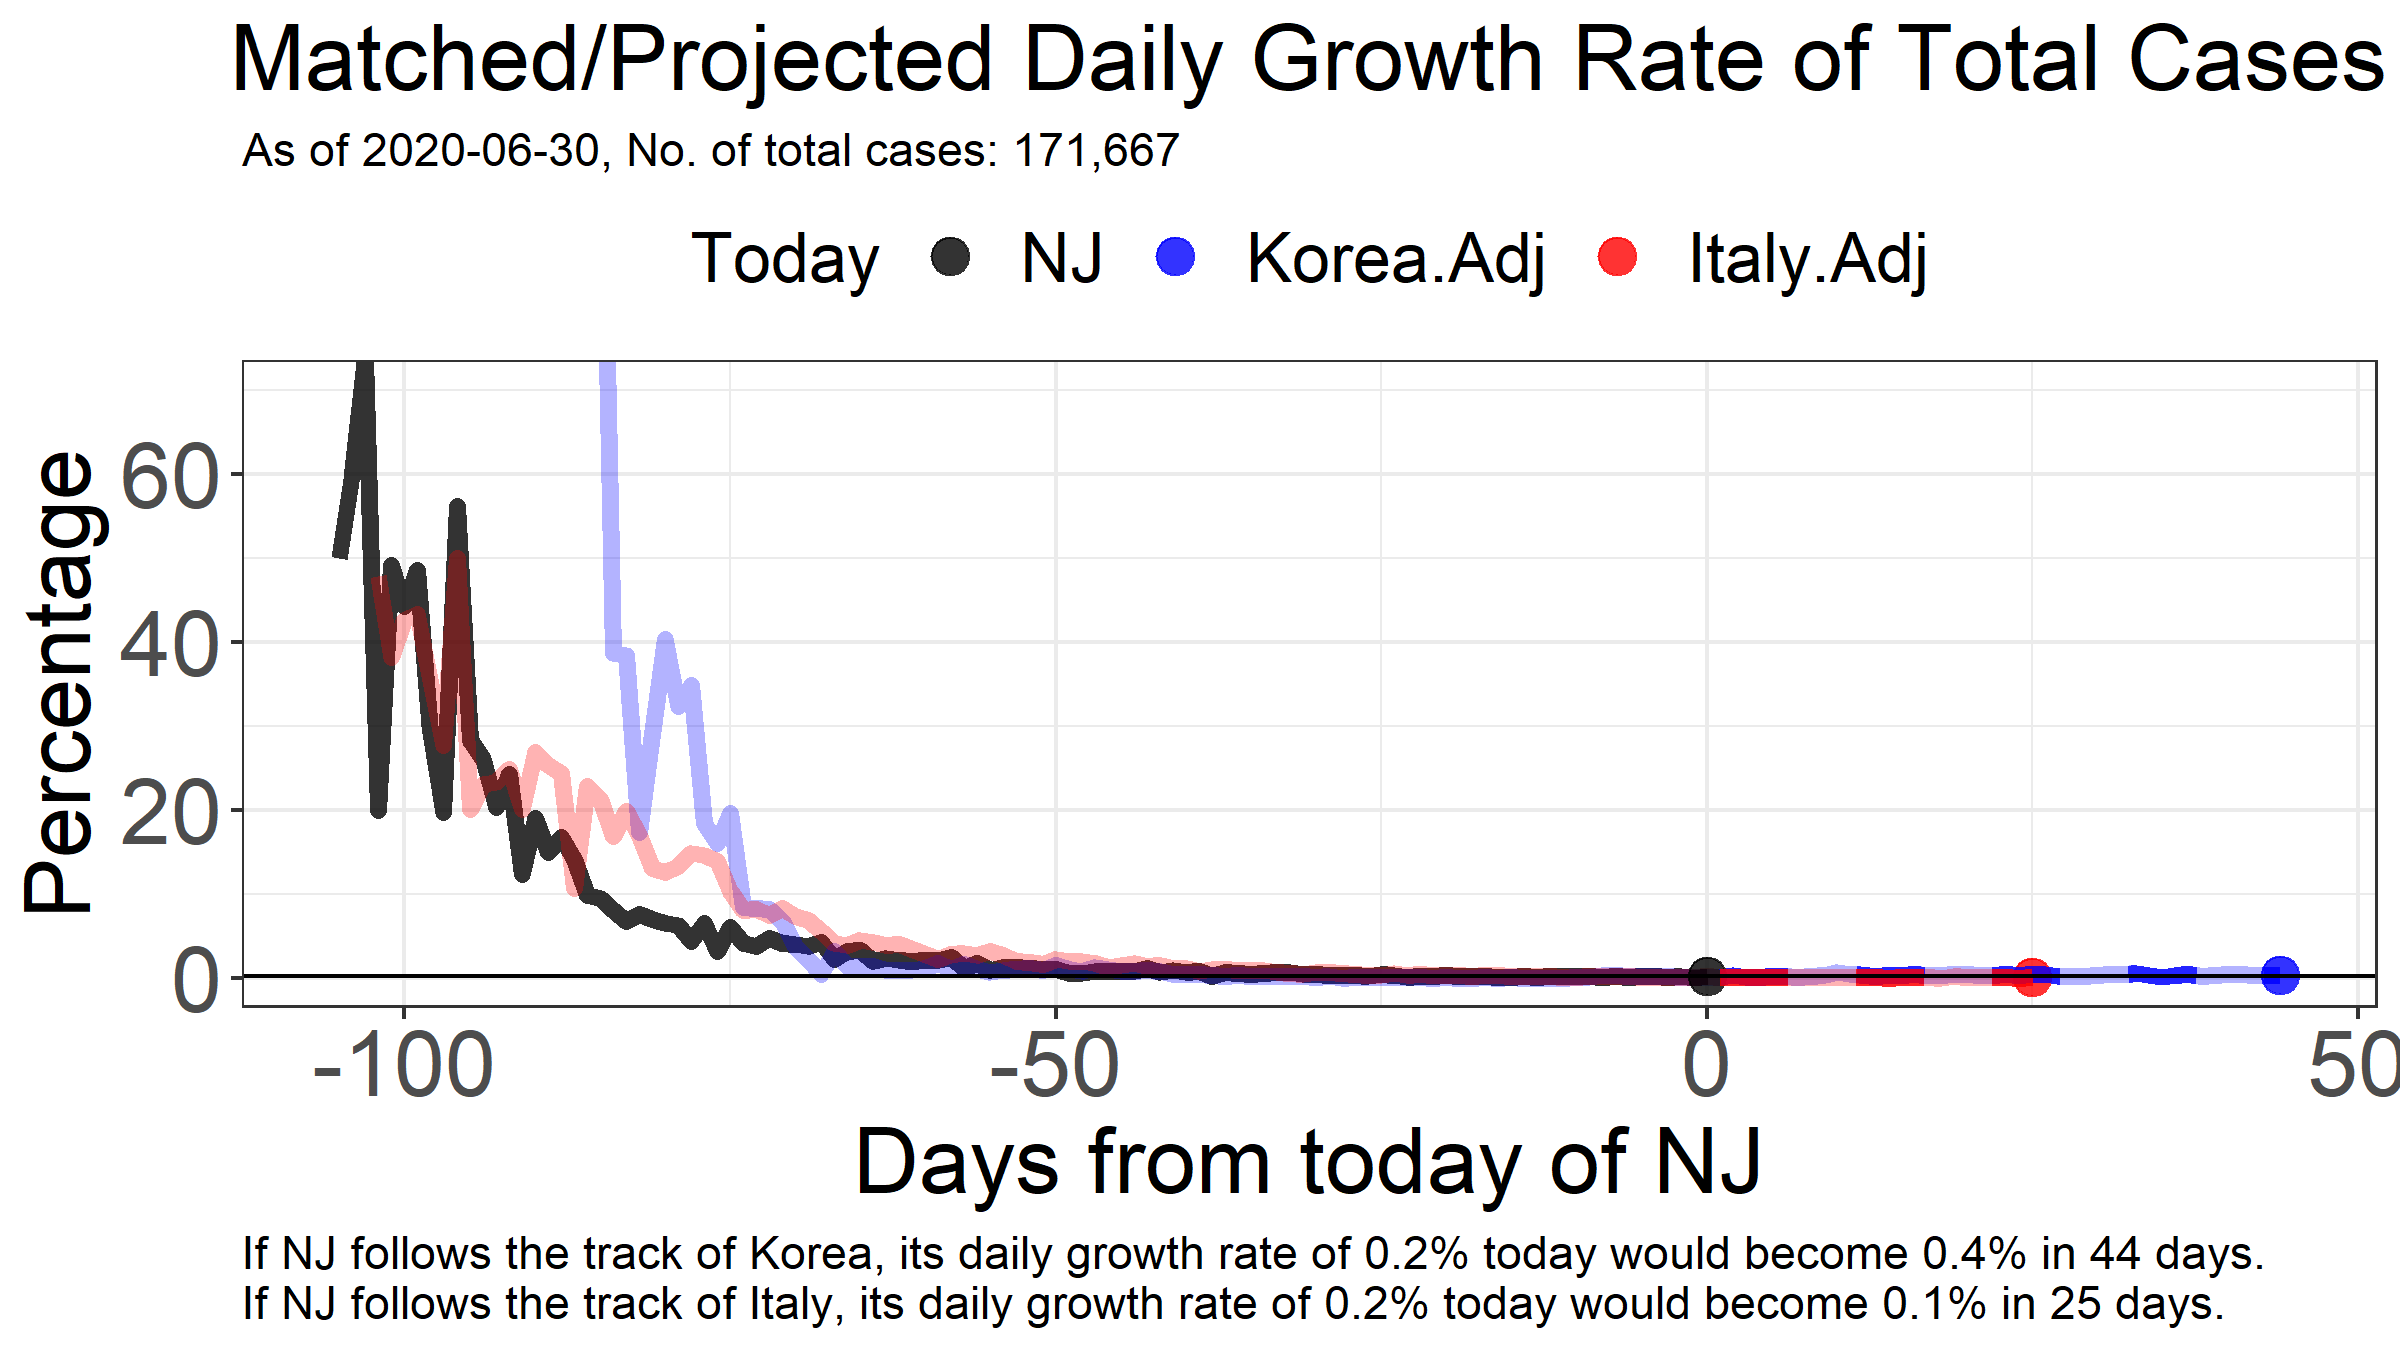 Matched/Projected Daily Growth Rate of Total Cases
As of 2020-06-30, No. of total cases: 171,667
Today NJ Korea.Adj Italy.Adj
Percentage
60
40
20
0
-100 -50 0 50
Days from today of NJ
If NJ follows the track of Korea, its daily growth rate of 0.2% today would become 0.4% in 44 days.
If NJ follows the track of Italy, its daily growth rate of 0.2% today would become 0.1% in 25 days.